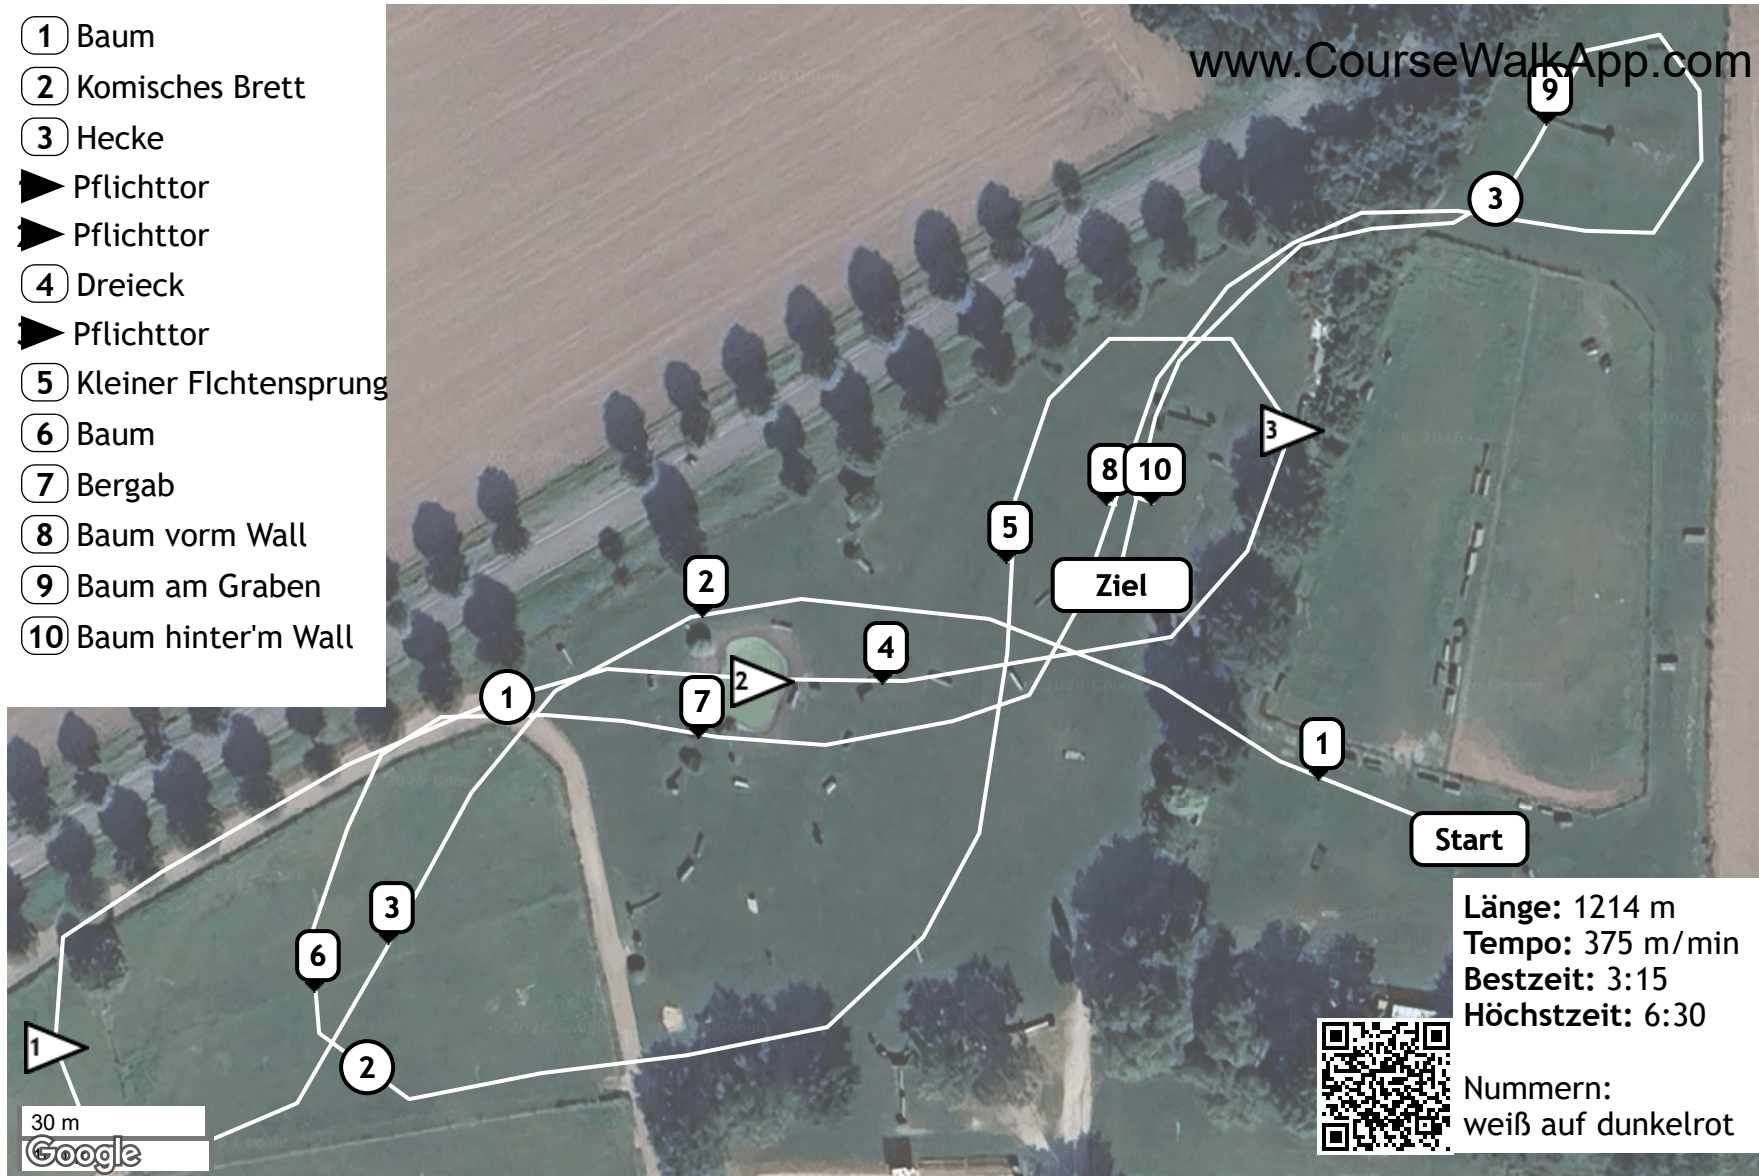 1 Baum
2 Komisches Brett
3 Hecke
Pflichttor
Pflichttor
4 Dreieck
Pflichttor
5 Kleiner FIchtensprung
6 Baum
7 Bergab
8 Baum vorm Wall
9 Baum am Graben
10 Baum hinter'm Wall
www.CourseWalkApp.com
9
3
3
8 10
5
2
Ziel
4
2
1
7
1
Start
3
6
1
2
Länge: 1214 m
Tempo: 375 m/min
Bestzeit: 3:15
Höchstzeit: 6:30
Nummern:
weiß auf dunkelrot
30 m
Google